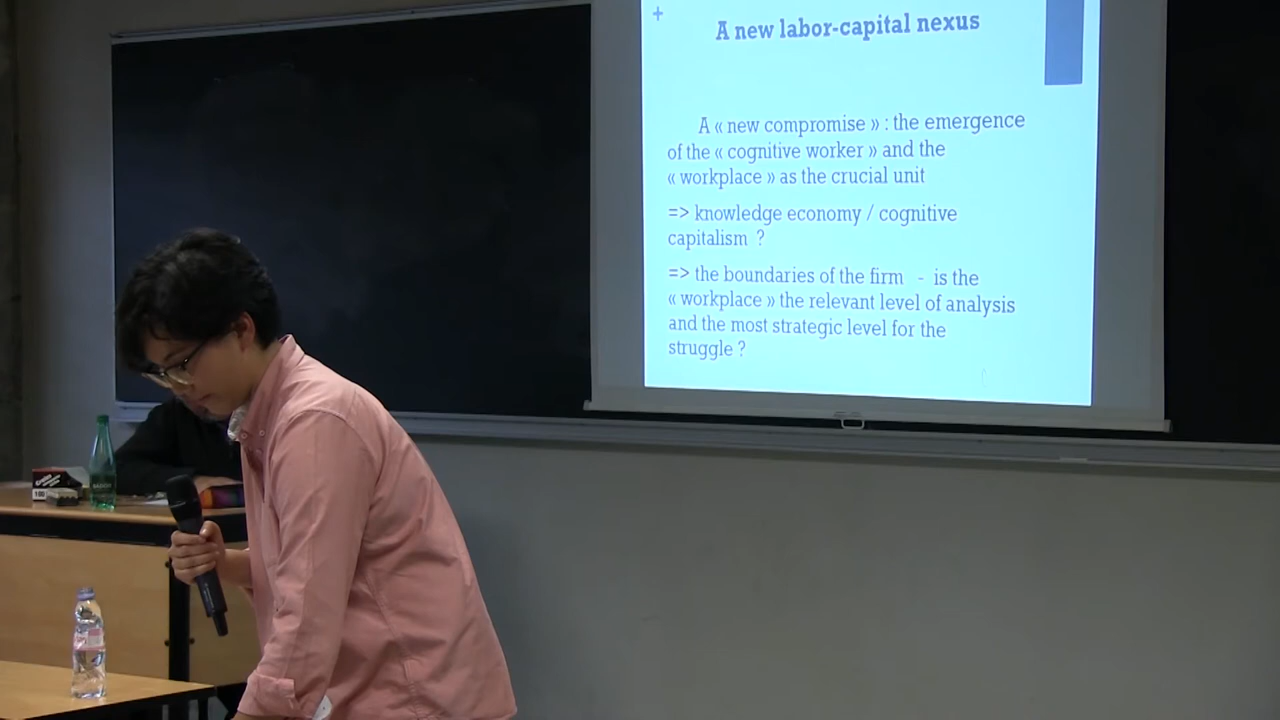 +
A new labor-capital nexus
A « new compromise » : the emergence
of the « cognitive worker » and the
« workplace » as the crucial unit
=> knowledge economy / cognitive
capitalism ?
=> the boundaries of the firm - is the
« workplace » the relevant level of analysis
and the most strategic level for the
struggle ?
100